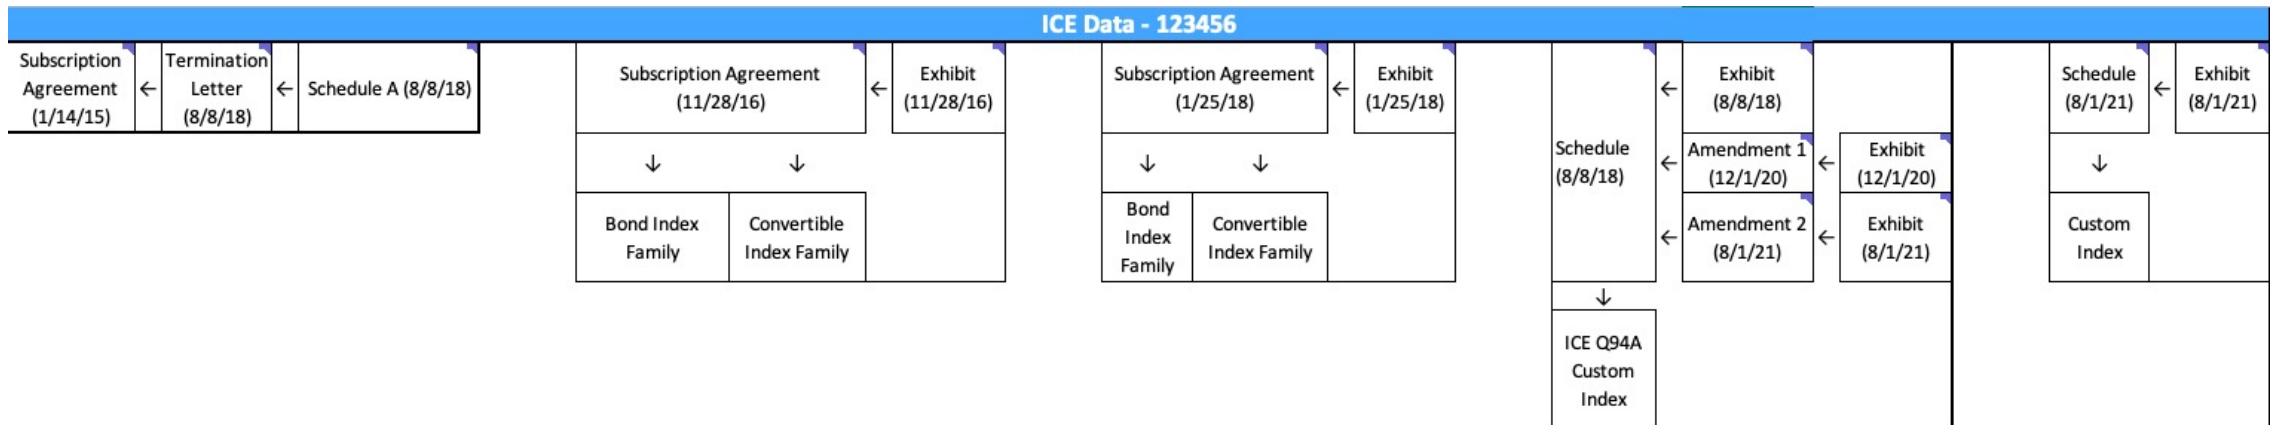 ICE Data - 123456
Subscription
Agreement
(1/14/15)
←
Termination
Letter
(8/8/18)
←
Schedule A (8/8/18)
Subscription Agreement
(11/28/16)
←
Exhibit
(11/28/16)
↓
↓
Bond Index
Family
Convertible
Index Family
Subscription Agreement
(1/25/18)
←
Exhibit
(1/25/18)
↓
↓
Bond
Index
Family
Convertible
Index Family
Schedule
(8/8/18)
←
Exhibit
(8/8/18)
←
Amendment 1
(12/1/20)
←
Exhibit
(12/1/20)
←
Amendment 2
(8/1/21)
←
Exhibit
(8/1/21)
↓
ICE Q94A
Custom
Index
Schedule
(8/1/21)
←
Exhibit
(8/1/21)
↓
Custom
Index